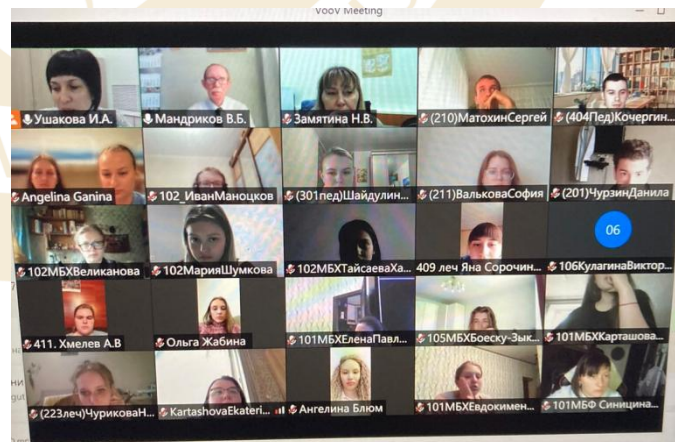 VooV Meeting
Ушакова И.А.
Мандриков В.Б.
Замятина Н.В.
(210)МатохинСергей
(404Пед)Кочергин...
Angelina Ganina
102_ИванМаноцков
(301пед)Шайдулин...
(211)ВальковаСофия
(201)ЧурзинДанила
102МБХВеликанова
102МарияШумкова
102МБХТайсаеваХа...
409 леч Яна Сорочин...
06
106КулагинаВиктор...
411. Хмелев А.В
Ольга Жабина
101МБХЕленаПавл...
105МБХБоеску-Зык...
101МБХКарташова...
(223леч)ЧуриковаН...
KartashovaEkateri...
Ангелина Блюм
101МБХЕвдокимен...
101МБФ Синицина...